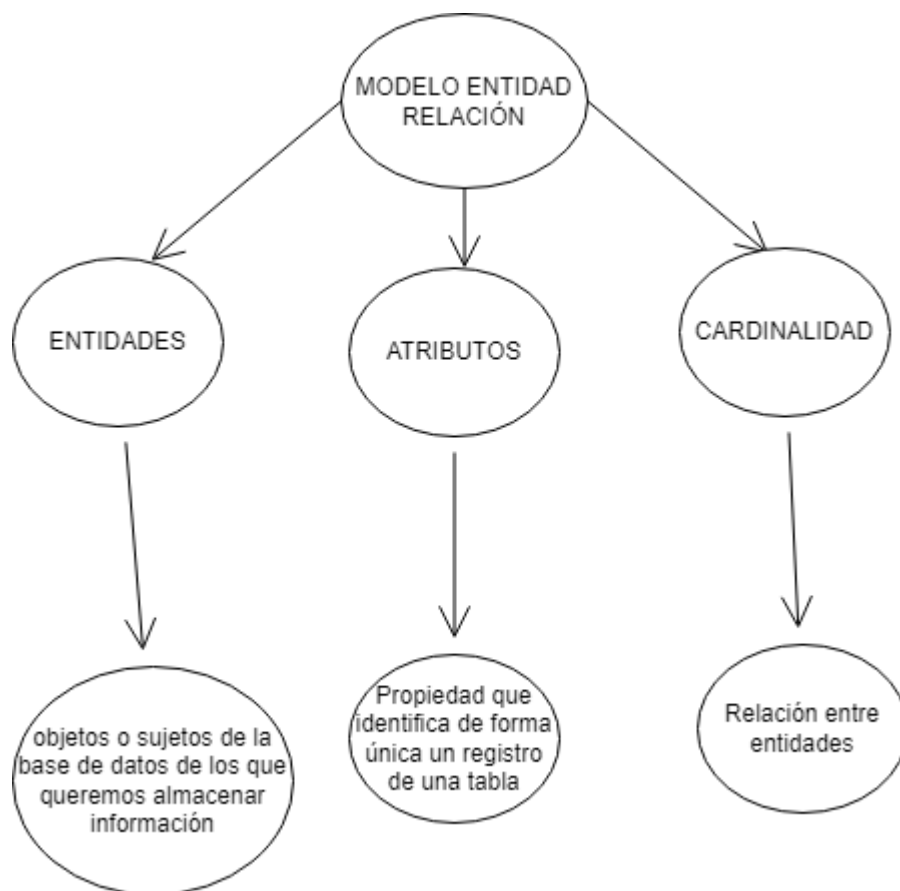 MODELO ENTIDAD
RELACIÓN
ENTIDADES
ATRIBUTOS
CARDINALIDAD
objetos o sujetos de la
base de datos de los que
queremos almacenar
información
Propiedad que
identifica de forma
única un registro
de una tabla
Relación entre
entidades